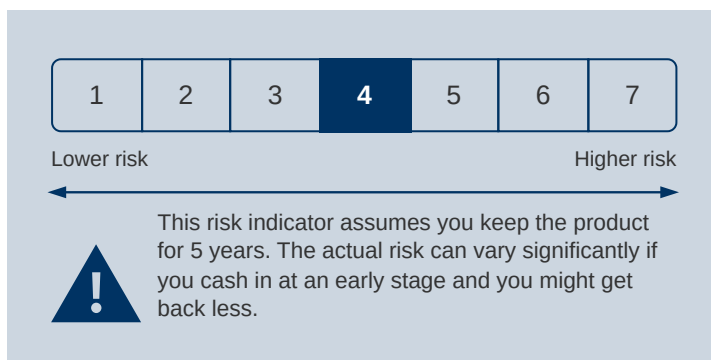 1 2 3 4 5 6 7
Lower risk Higher risk
This risk indicator assumes you keep the product
for 5 years. The actual risk can vary significantly if
you cash in at an early stage and you might get
back less.
!